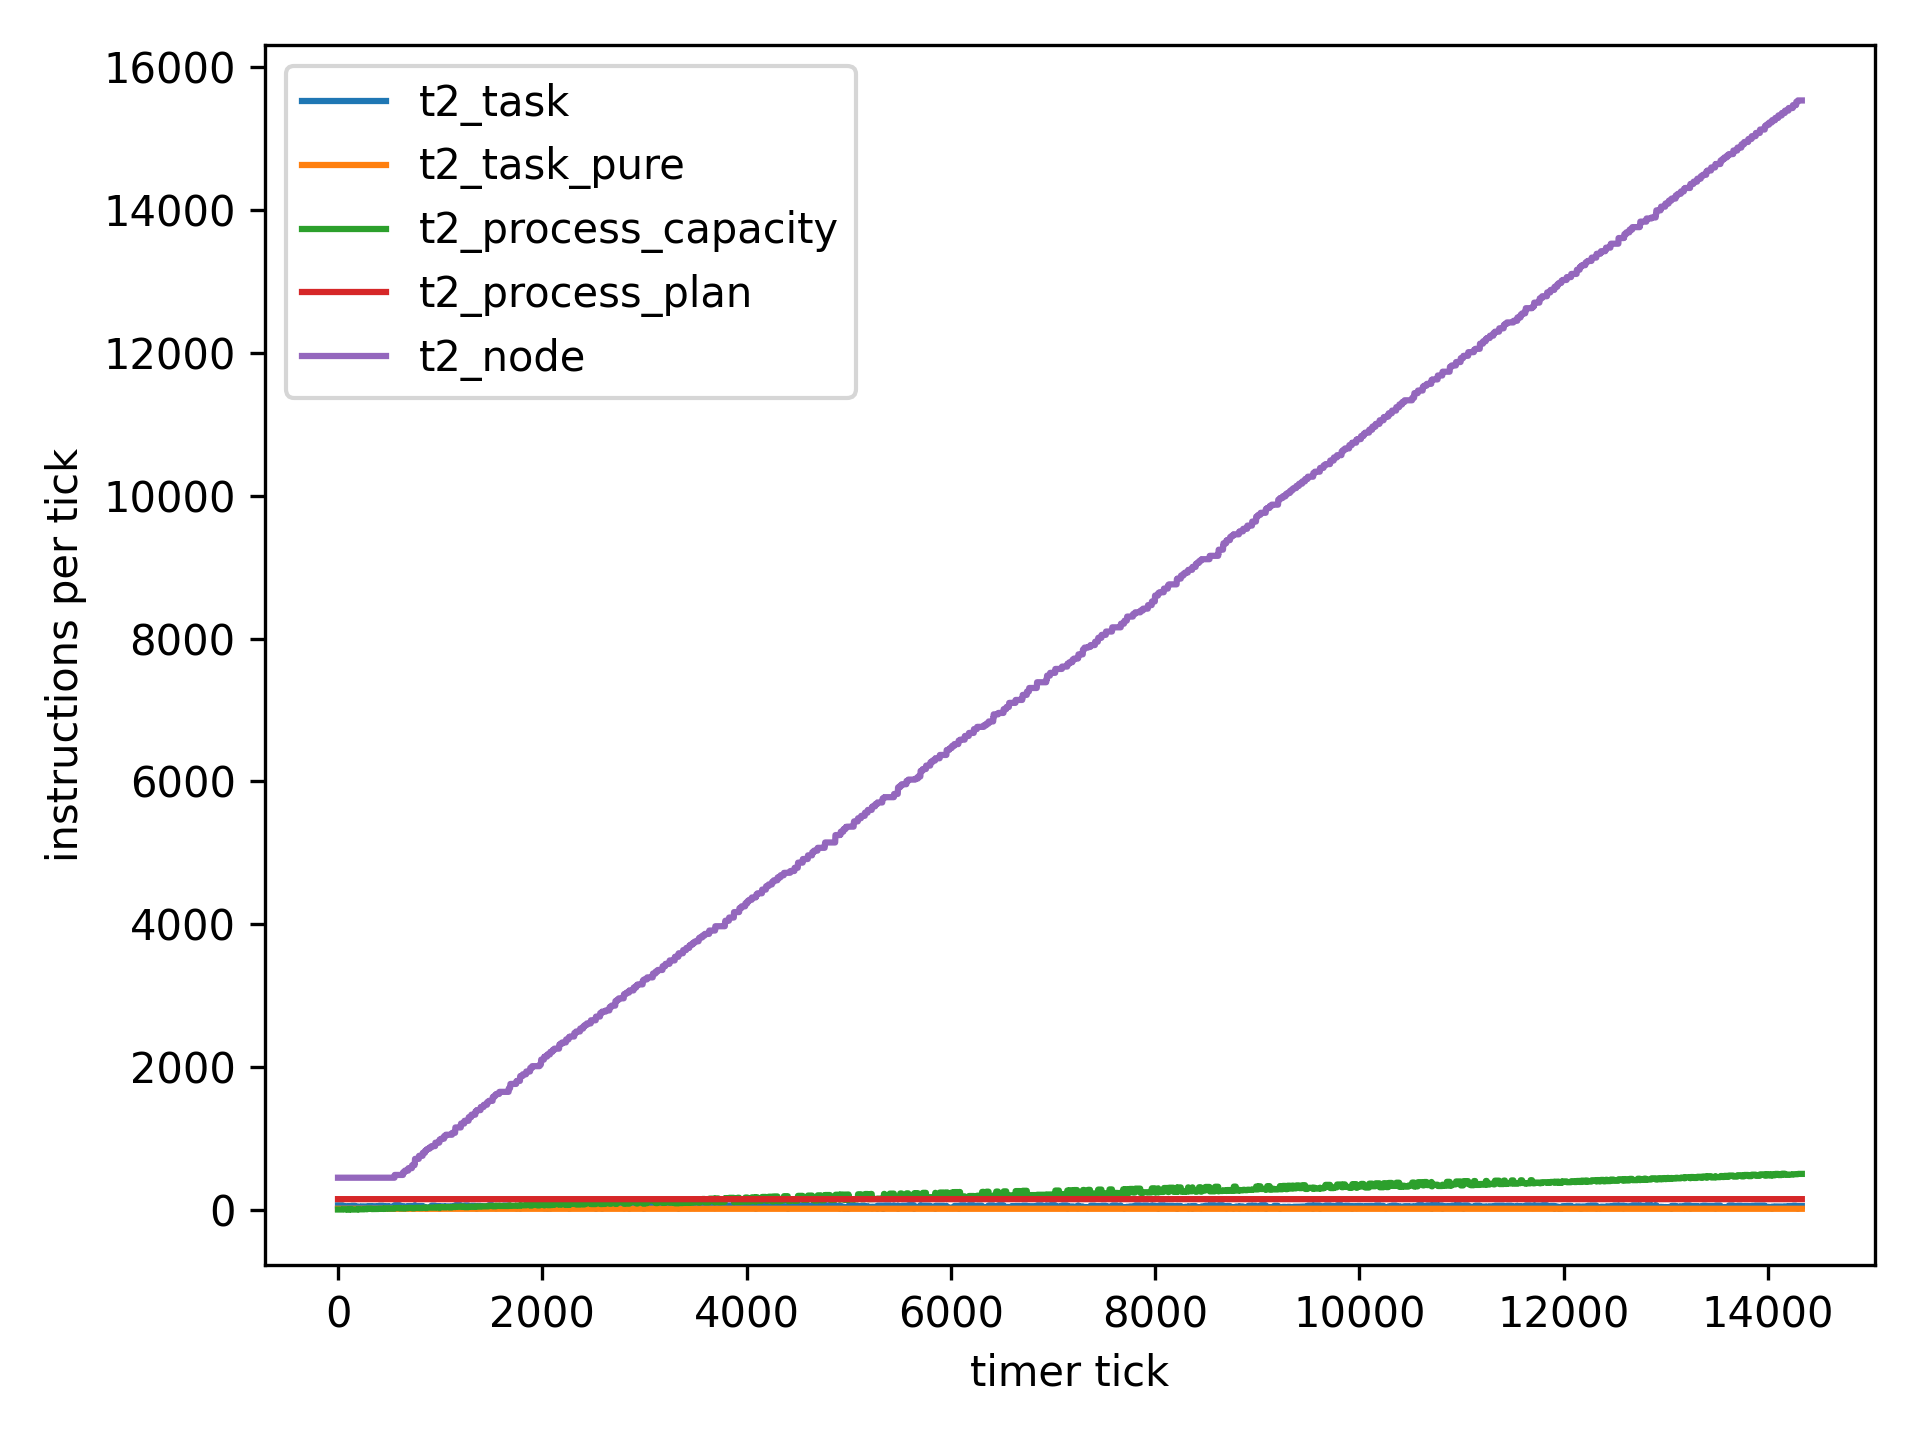 16000
14000
12000
10000
8000
6000
4000
2000
0
instructions per tick
t2_task
t2_task_pure
t2_process_capacity
t2_process_plan
t2_node
0 2000 4000 6000 8000 10000 12000 14000
timer tick